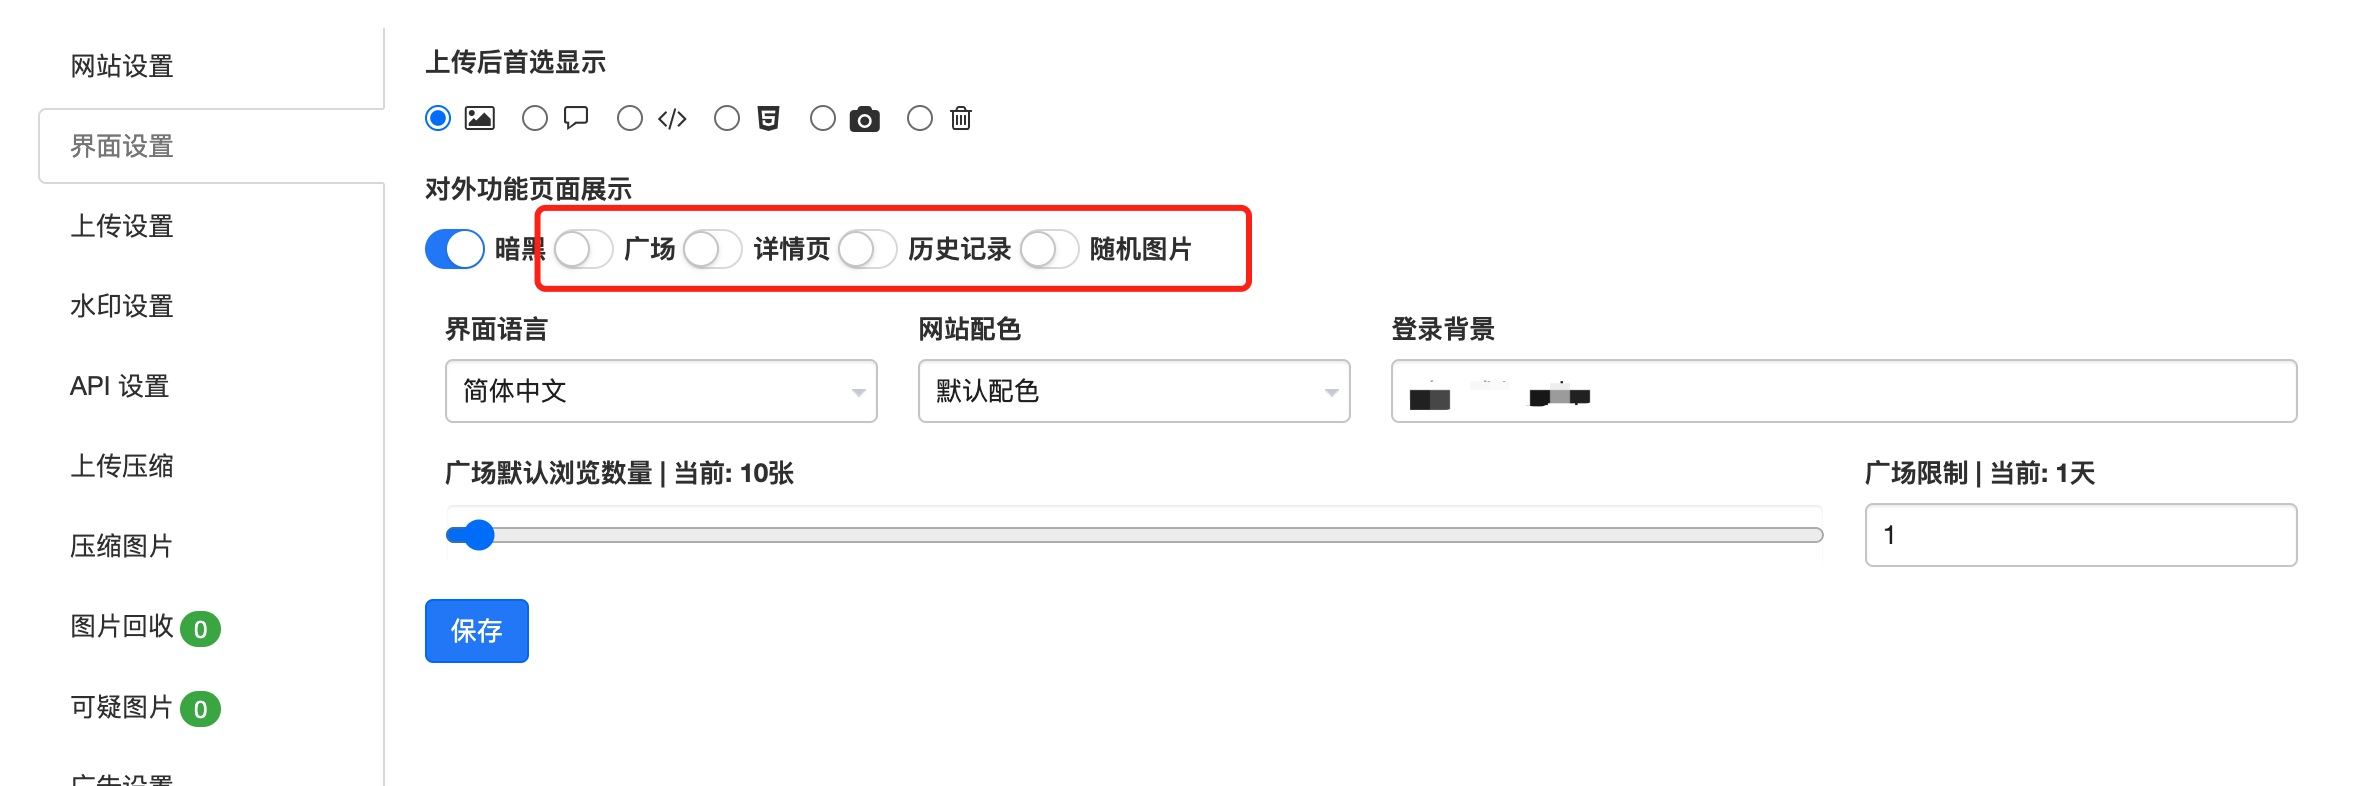 网站设置
界面设置
上传设置
水印设置
API 设置
上传压缩
压缩图片
图片回收 0
可疑图片 0
广告设置
上传后首选显示
对外功能页面展示
暗黑 广场 详情页 历史记录 随机图片
界面语言 网站配色 登录背景
简体中文 默认配色
广场默认浏览数量 | 当前: 10张 广场限制 | 当前: 1天
1
保存